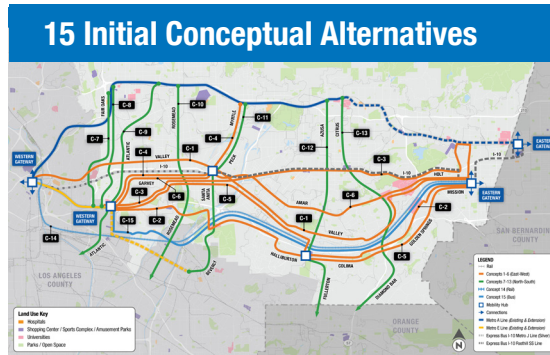 15 Initial Conceptual Alternatives
FAIR OAKS
C-8
C-10
ROSEMEAD
MYRTLE
C-11
C-7
C-9
ATLANTIC
C-4
C-1
C-4
PECK
AZUSA
CITRUS
C-12
C-13
WESTERN
GATEWAY
VALLEY
I-10
C-3
I-10
I-10
EASTERN
GATEWAY
GARVEY
C-3
C-6
SANTA
ANITA
C-5
C-6
HOLT
MISSION
EASTERN
GATEWAY
WESTERN
GATEWAY
C-15
C-2
ROSEMEAD
AMAR
C-1
VALLEY
C-2
GOLDEN SPRINGS
C-14
ATLANTIC
BEVERLY
HALLIBURTON
COLIMA
C-5
FULLERTON
DIAMOND BAR
LOS ANGELES
COUNTY
SAN BERNARDINO
COUNTY
ORANGE
COUNTY
N
Land Use Key
Hospitals
Shopping Center / Sports Complex / Amusement Parks
Universities
Parks / Open Space
LEGEND
Rail
Concepts 1-6 (East-West)
Concepts 7-13 (North-South)
Concept 14 (Rail)
Concept 15 (Bus)
Mobility Hub
Connections
Metro A Line (Existing & Extension)
Metro E Line (Existing & Extension)
Express Bus I-10 Metro J Line (Silver)
Express Bus I-10 Foothill SS Line